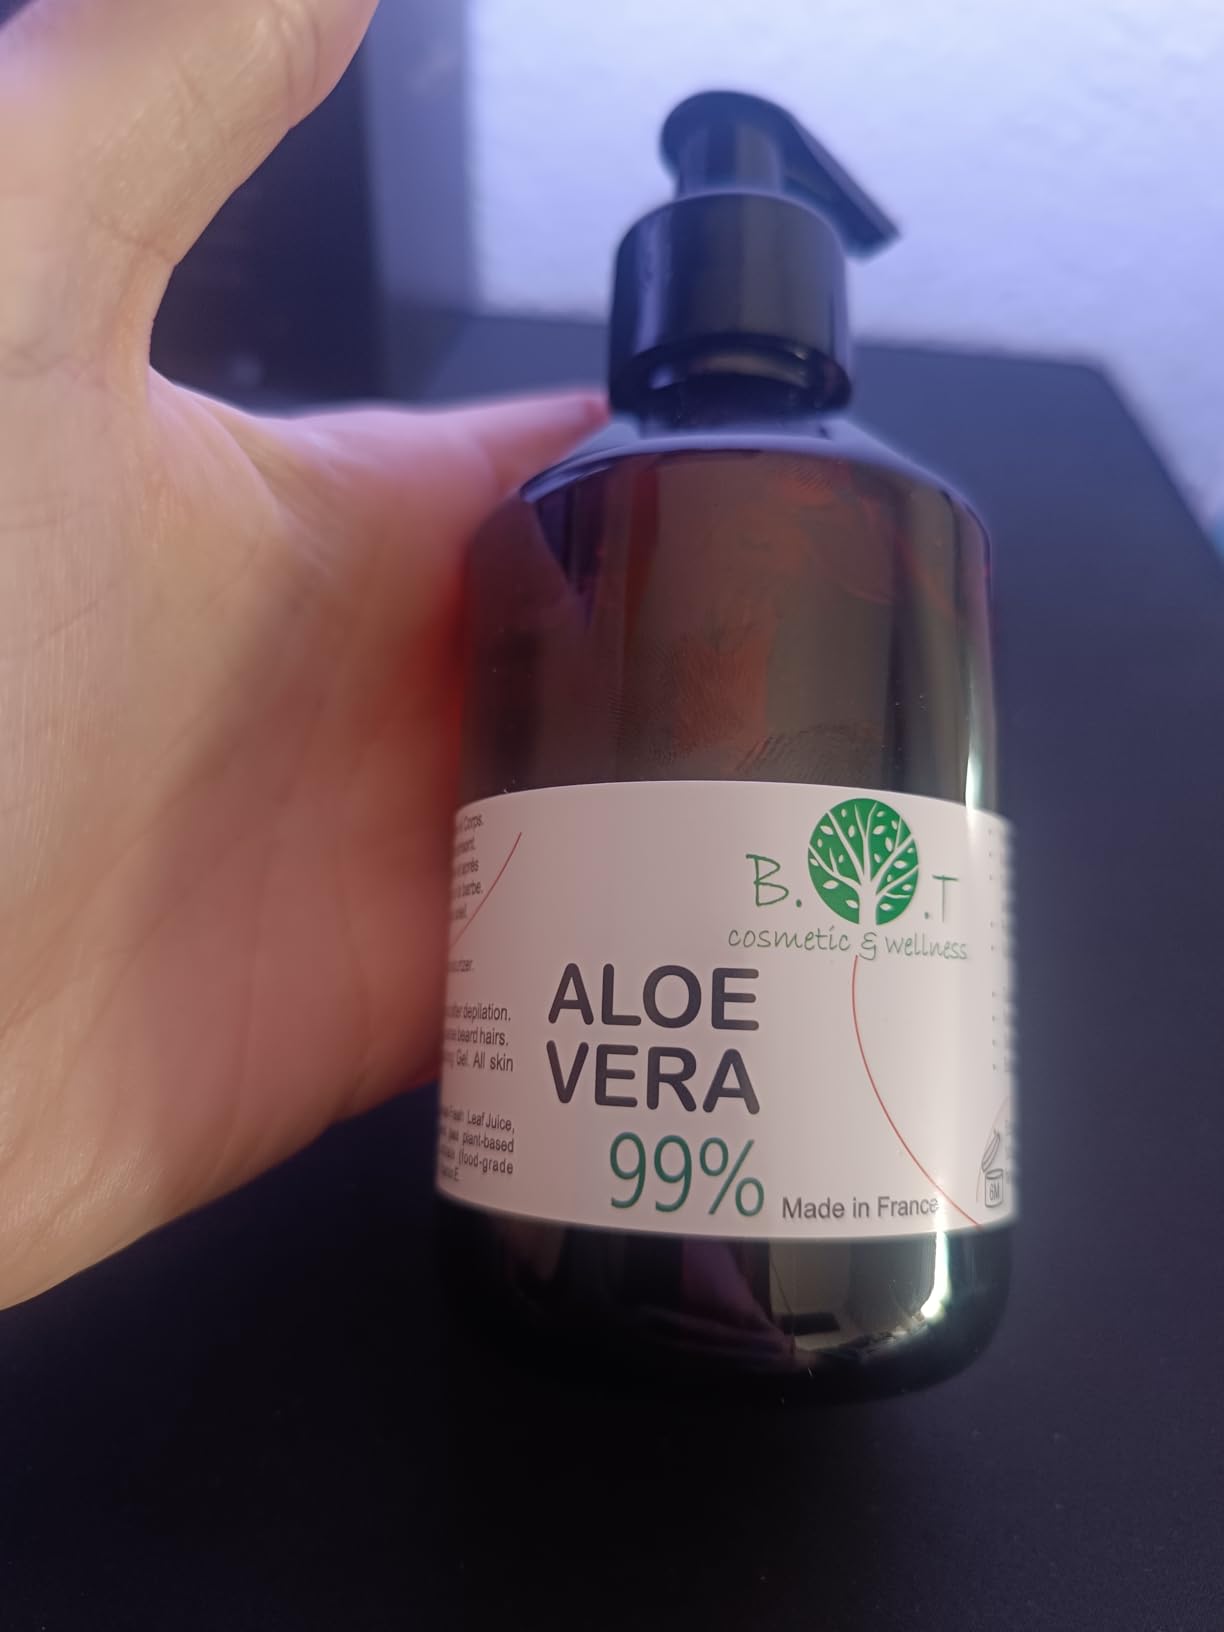 Corps.
barbe.
B. .T
cosmetic & wellness
ALOE
VERA
99%
Made in France
depilation.
beard hairs.
Gel. All skin
Leaf Juice,
plant-based
(food-grade
6M